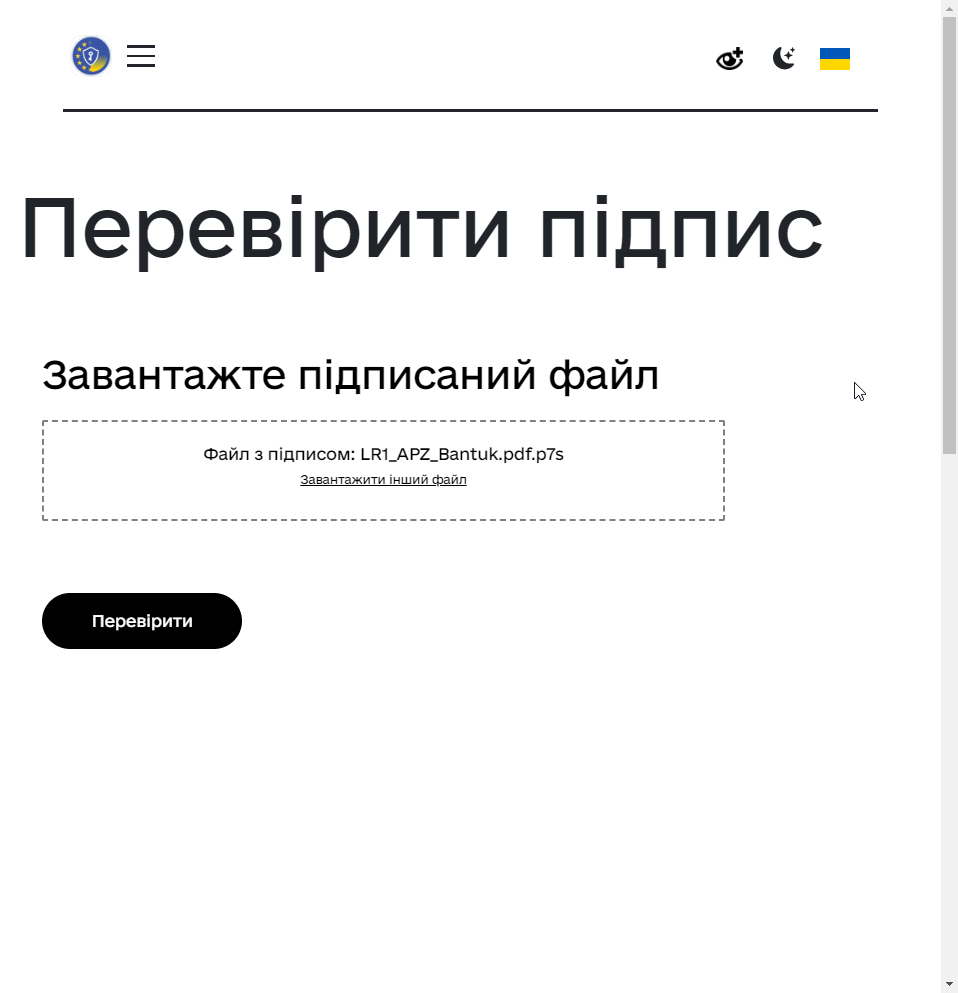 Перевірити підпис
Завантажте підписаний файл
Файл з підписом: LR1_APZ_Bantuk.pdf.p7s
Завантажити інший файл
Перевірити